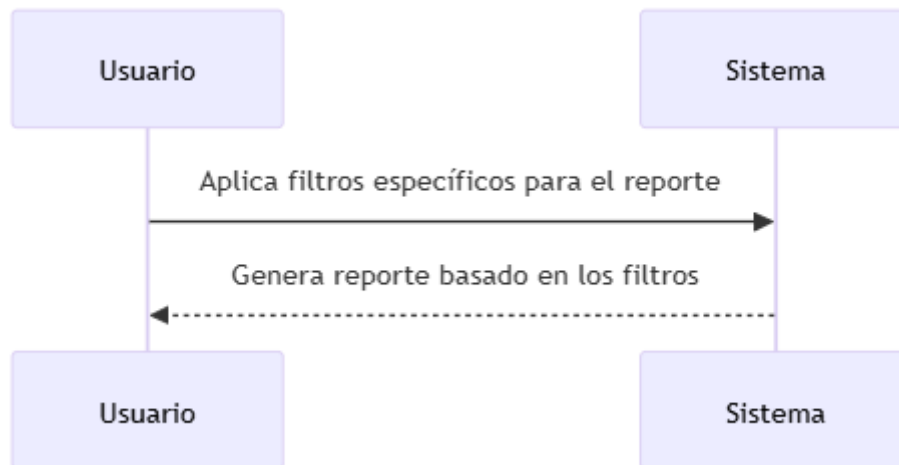 Usuario
Sistema
Aplica filtros específicos para el reporte
Genera reporte basado en los filtros
Usuario
Sistema